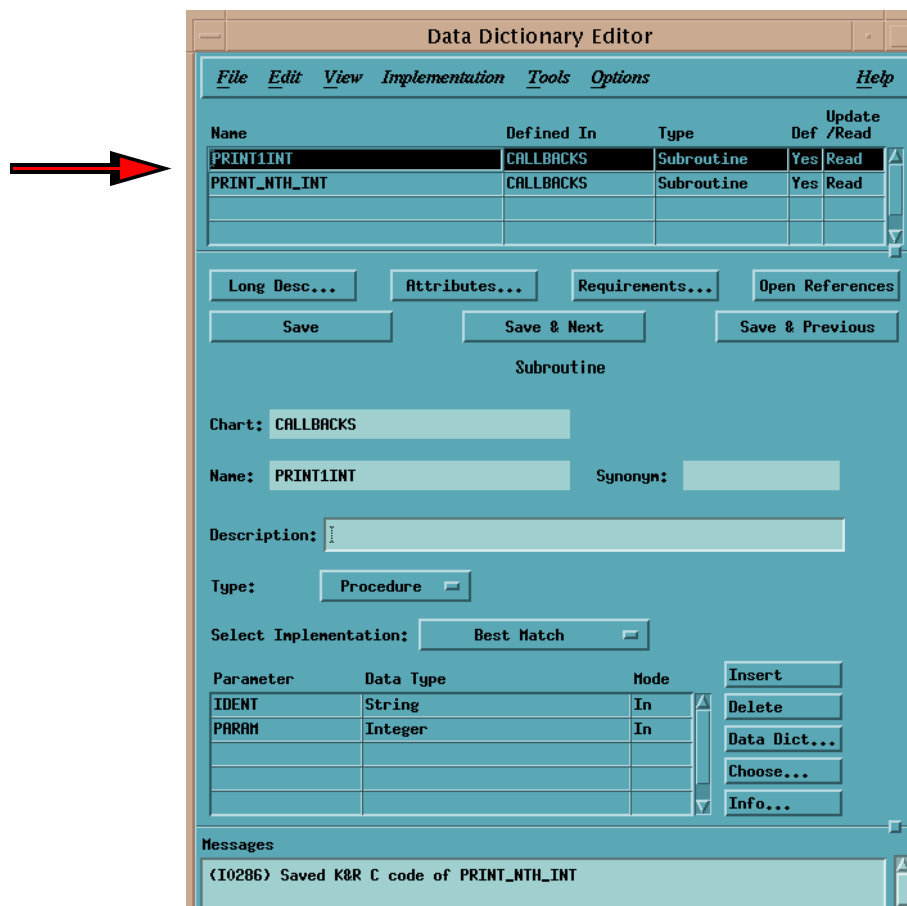 Data Dictionary Editor
File Edit View Implementation Tools Options Help
Update
Name Defined In Type Def /Read
PRINT1INT CALLBACKS Subroutine Yes Read
PRINT_NTH_INT CALLBACKS Subroutine Yes Read
Long Desc... Attributes... Requirements... Open References
Save Save & Next Save & Previous
Subroutine
Chart: CALLBACKS
Name: PRINT1INT Synonym:
Description:
Type: Procedure
Select Implementation: Best Match
Parameter Data Type Mode Insert
IDENT String In Delete
PARAM Integer In Data Dict...
Choose...
Info...
Messages
(I0286) Saved K&R C code of PRINT_NTH_INT